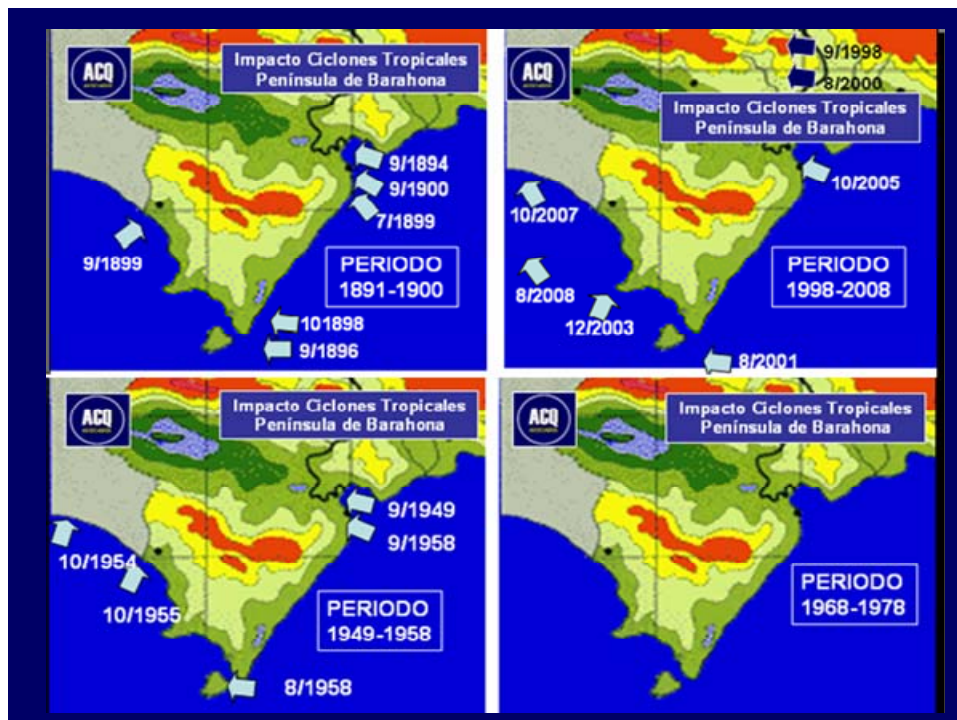 ACQ
Impacto Ciclones Tropicales
Península de Barahona
9/1894
9/1900
7/1899
9/1899
PERIODO
1891-1900
101898
9/1896
ACQ
9/1998
8/2000
Impacto Ciclones Tropicales
Península de Barahona
10/2005
10/2007
PERIODO
1998-2008
8/2008
12/2003
8/2001
ACQ
Impacto Ciclones Tropicales
Península de Barahona
9/1949
9/1958
10/1954
10/1955
PERIODO
1949-1958
8/1958
ACQ
Impacto Ciclones Tropicales
Península de Barahona
PERIODO
1968-1978